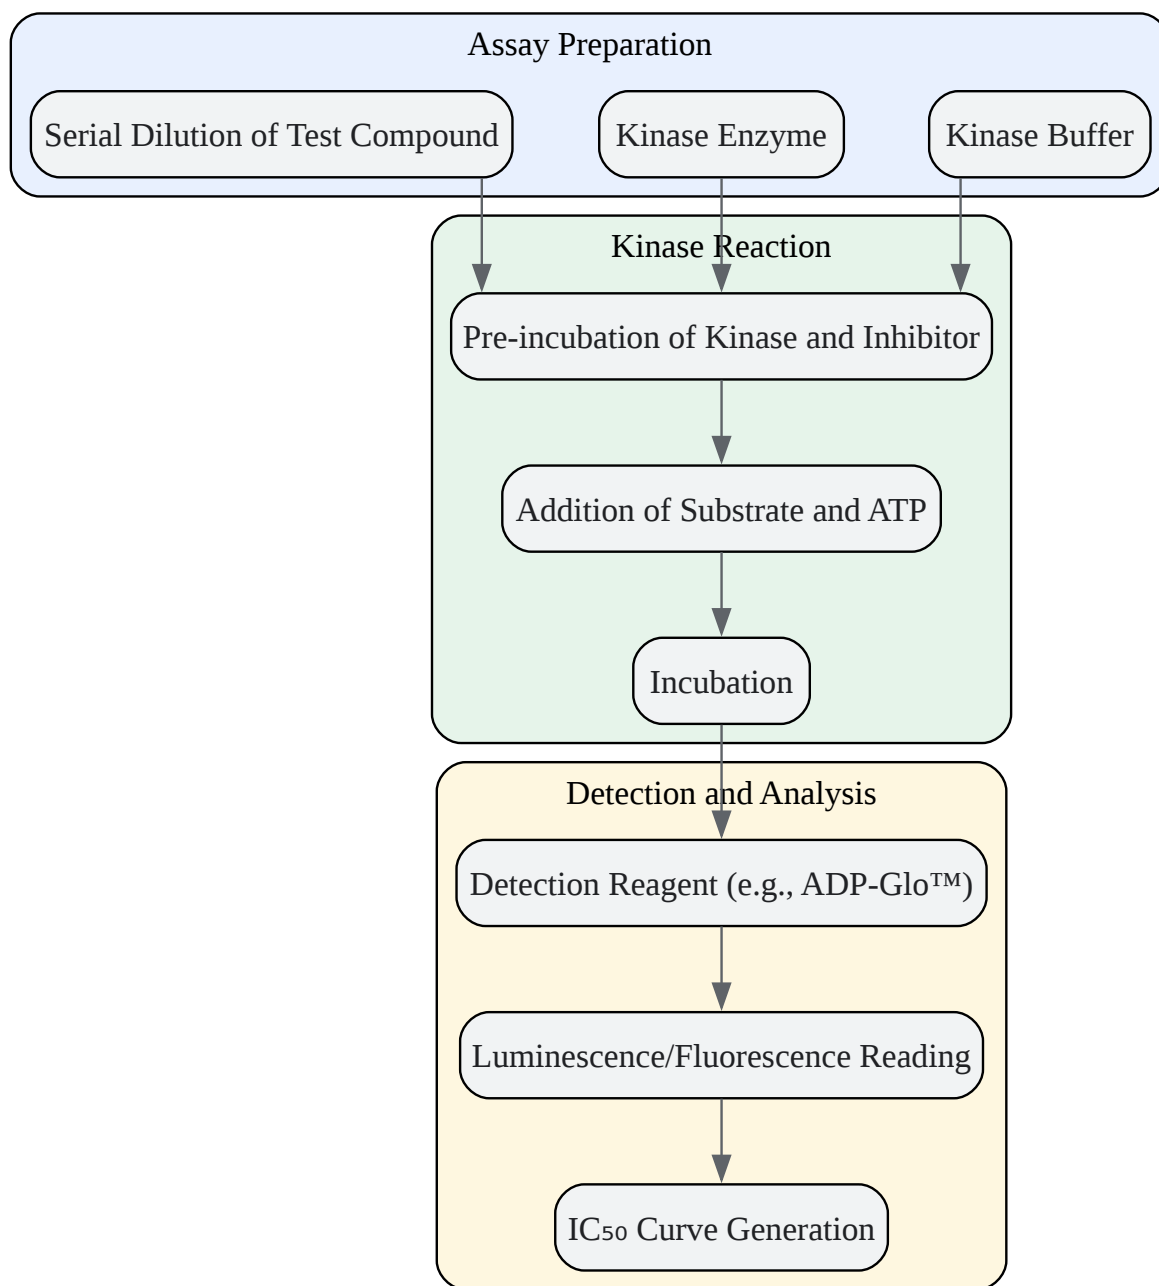 Assay Preparation
Serial Dilution of Test Compound
Kinase Enzyme
Kinase Buffer
Kinase Reaction
Pre-incubation of Kinase and Inhibitor
Addition of Substrate and ATP
Incubation
Detection and Analysis
Detection Reagent (e.g., ADP-Glo™)
Luminescence/Fluorescence Reading
IC₅₀ Curve Generation